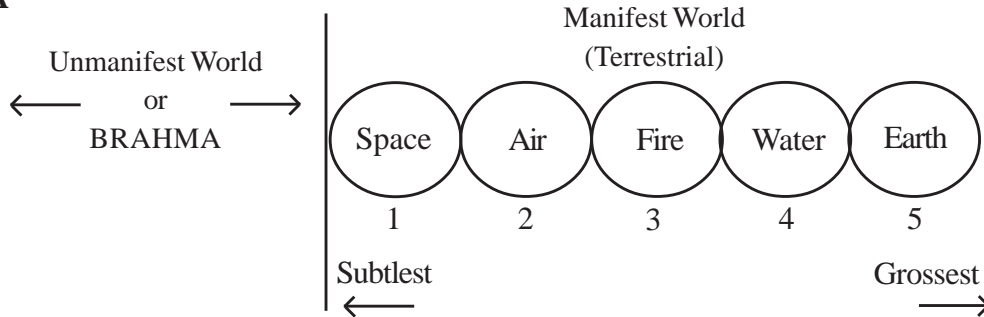 Unmanifest World
or
BRAHMA
Manifest World
(Terrestrial)
Space Air Fire Water Earth
1 2 3 4 5
Subtlest Grossest